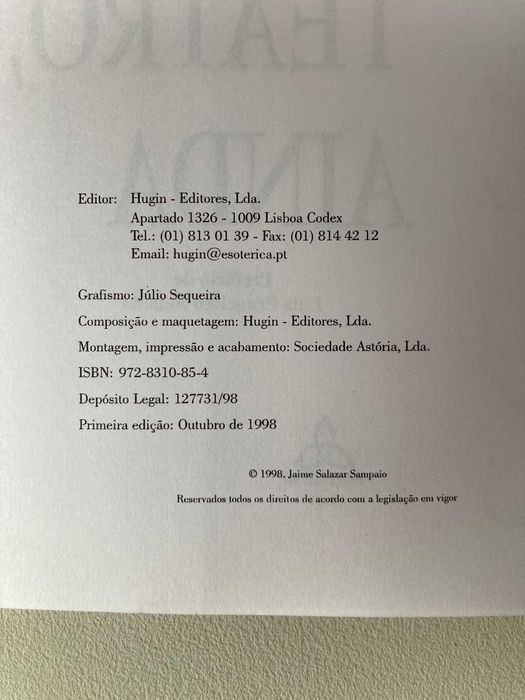 TEATRO,
AINDA
Editor: Hugin - Editores, Lda.
Apartado 1326 - 1009 Lisboa Codex
Tel.: (01) 813 01 39 - Fax: (01) 814 42 12
Email: hugin@esoterica.pt
Grafismo: Júlio Sequeira
Composição e maquetagem: Hugin - Editores, Lda.
Montagem, impressão e acabamento: Sociedade Astória, Lda.
ISBN: 972-8310-85-4
Depósito Legal: 127731/98
Primeira edição: Outubro de 1998
© 1998, Jaime Salazar Sampaio
Reservados todos os direitos de acordo com a legislação em vigor